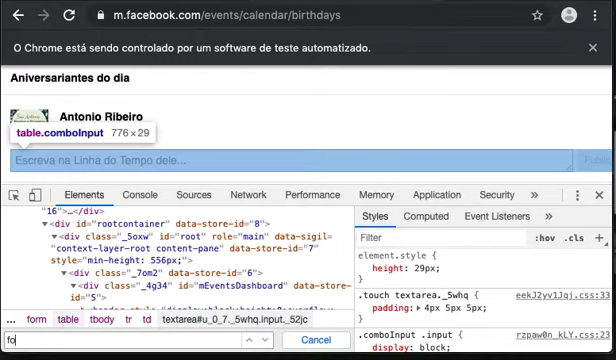 m.facebook.com/events/calendar/birthdays
O Chrome está sendo controlado por um software de teste automatizado.
Aniversariantes do dia
Antonio Ribeiro
table.comboInput 776 × 29
Escreva na Linha do Tempo dele...
Elements Console Sources Network Performance Memory Application Security »
"16">…</div>
<div id="rootcontainer" data-store-id="8">
<div class="_5oxw" id="root" role="main" data-sigil=
"context-layer-root content-pane" data-store-id="7"
style="min-height: 556px;">
<div class="_7om2" data-store-id="6">
<div class="_4g34" id="mEventsDashboard"
data-store-id=
"5">
... form table tbody tr td textarea#u_0_7._5whq.input._52jc
fo
Cancel
Styles Computed Event Listeners »
Filter :hov .cls +
element.style {
height: 29px;
}
.touch textarea._5whq { eekJ2yv1Jqj.css:33
padding: 4px 5px 5px;
}
.comboInput .input { rzpaw0n_kLY.css:23
display: block;